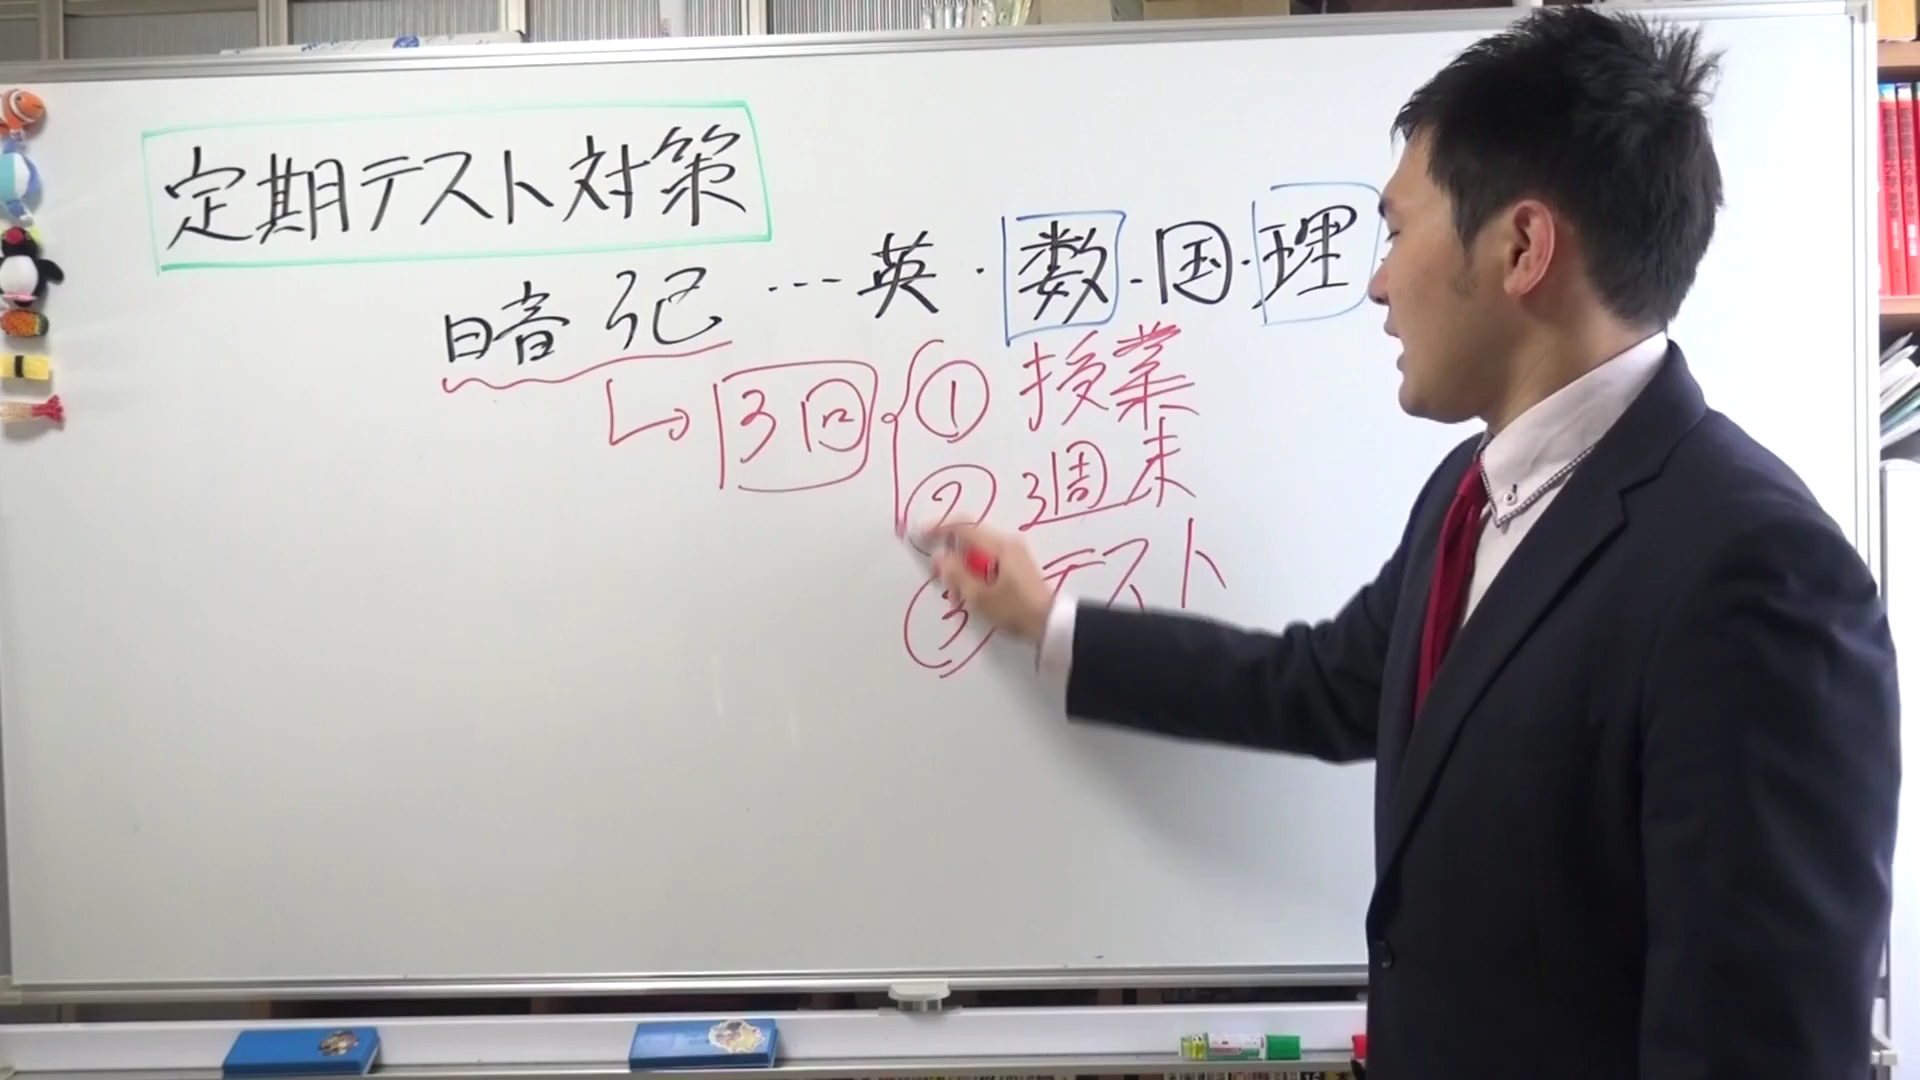 定期テスト対策
暗記…英・数・国・理
↳ 3回 ① 授業
② 週末
③ テスト